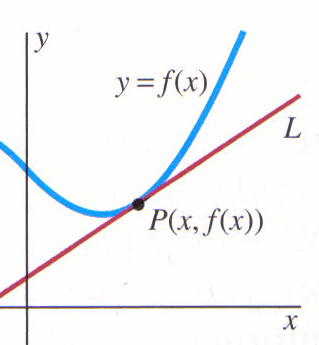 y
y = f(x)
L
P(x, f(x))
x